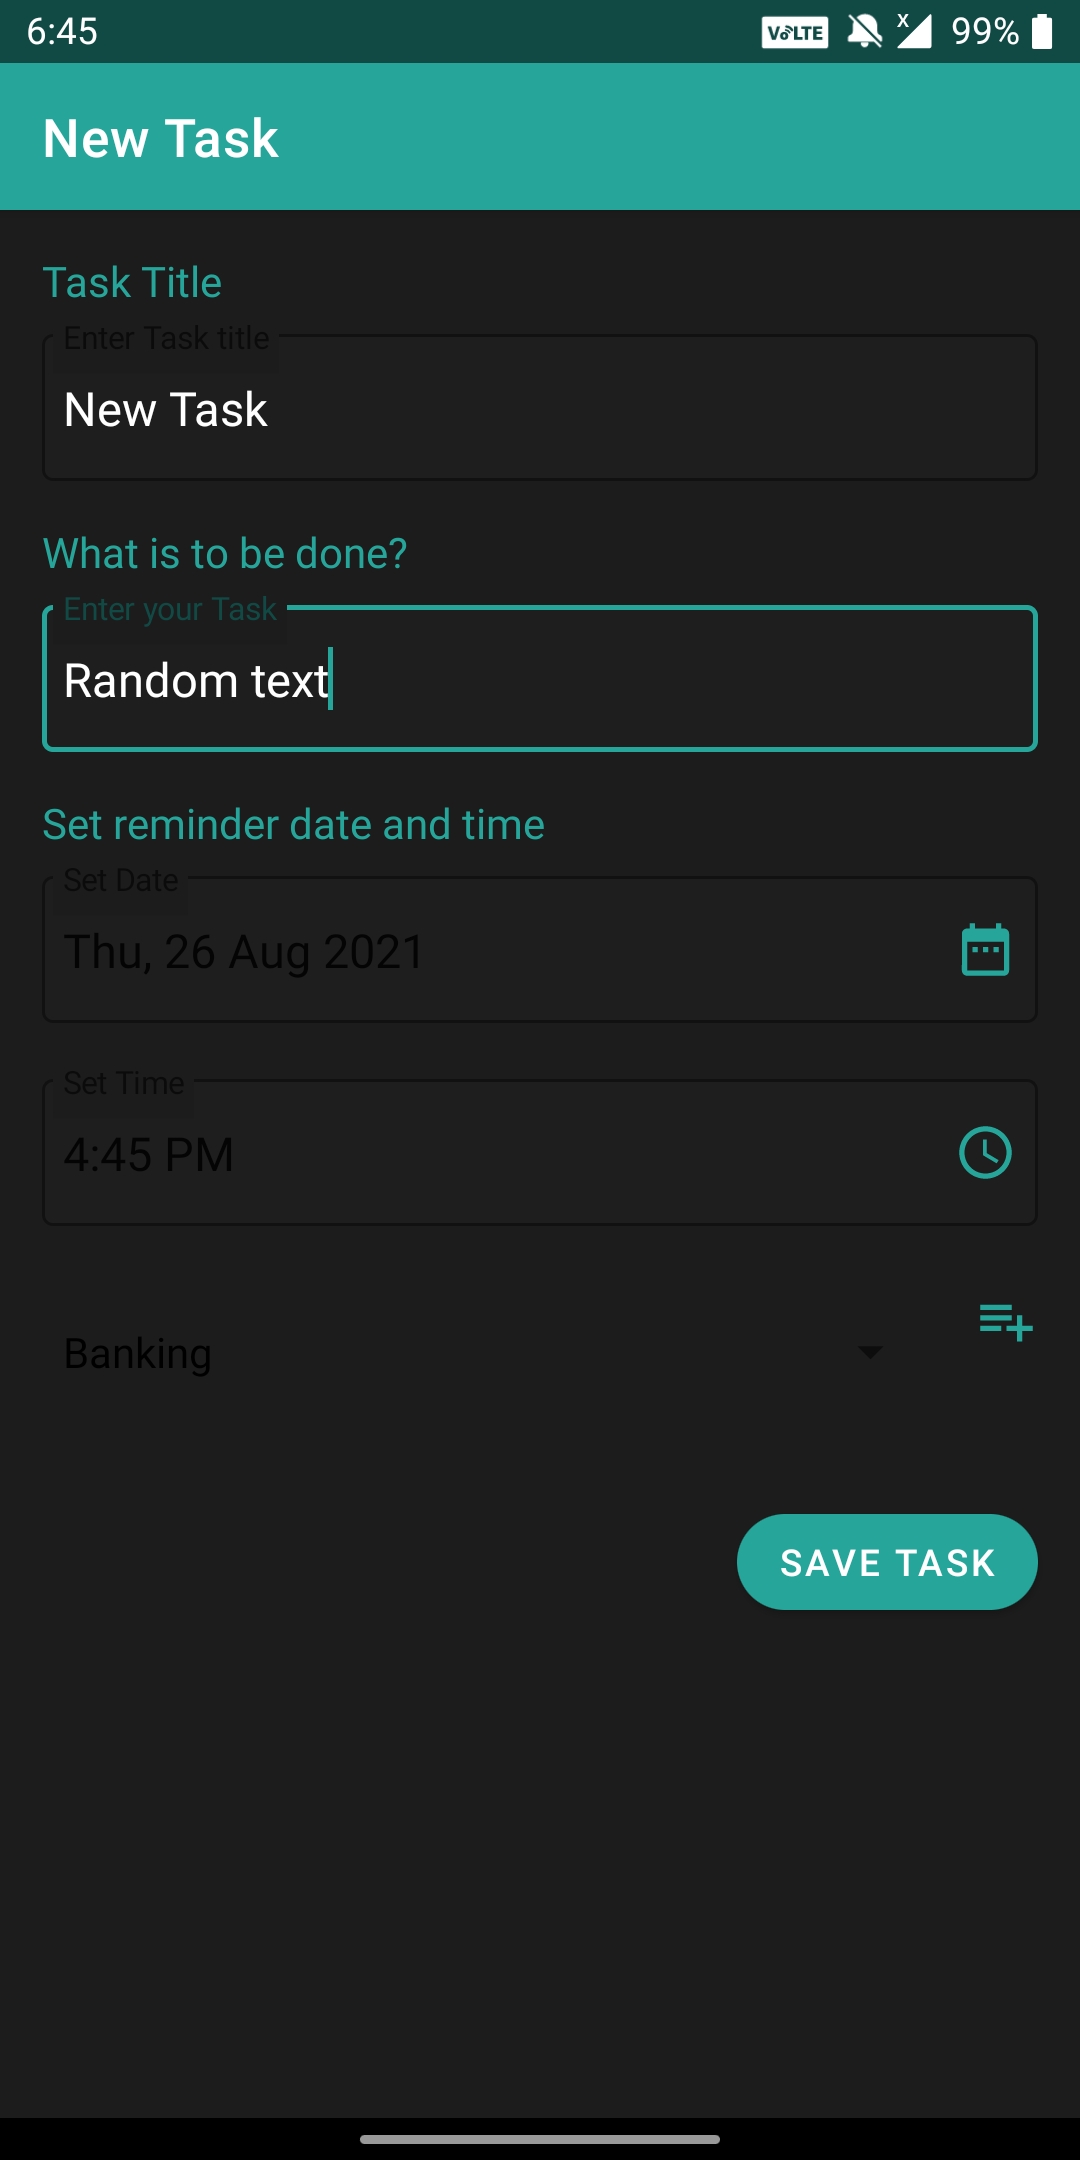 6:45
VoLTE
x
99%
New Task
Task Title
Enter Task title
New Task
What is to be done?
Enter your Task
Random text
Set reminder date and time
Set Date
Thu, 26 Aug 2021
Set Time
4:45 PM
Banking
SAVE TASK